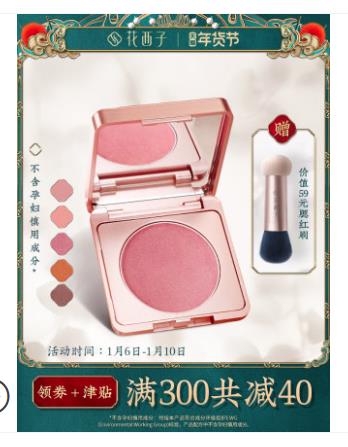 花西子 | 年货节
赠
价值59元腮红刷
不含孕妇慎用成分*
活动时间：1月6日-1月10日
领券+津贴
满300共减40